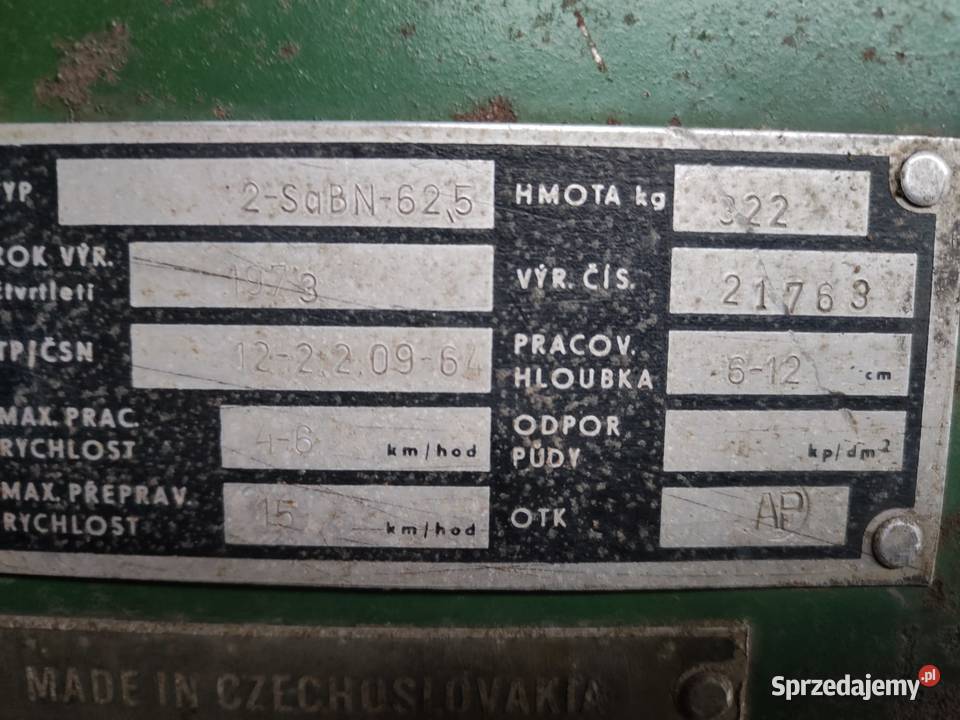 YP 2-SaBN-62,5 HMOTA kg 322
ROK VÝR.
čtvrtletí 1973 VÝR. ČÍS. 21763
TP/ČSN 12-2.2.09-64 PRACOV.
HLOUBKA 6-12 cm
MAX. PRAC.
RYCHLOST 4-6 km/hod ODPOR
PŮDY kp/dm²
MAX. PŘEPRAV.
RYCHLOST 15 km/hod OTK AP
MADE IN CZECHOSLOVAKIA
Sprzedajemy.pl